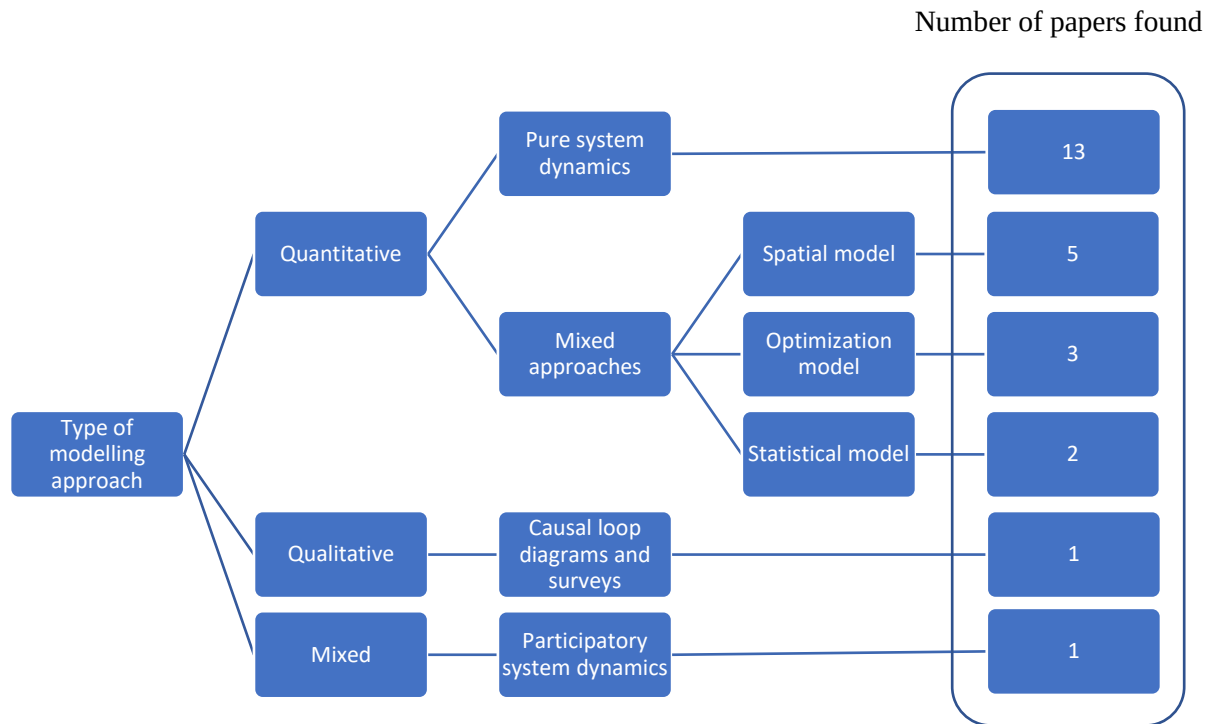 Number of papers found
Pure system
dynamics
13
Quantitative
Spatial model
5
Mixed
approaches
Optimization
model
3
Type of
modelling
approach
Statistical model
2
Qualitative
Causal loop
diagrams and
surveys
1
Mixed
Participatory
system dynamics
1